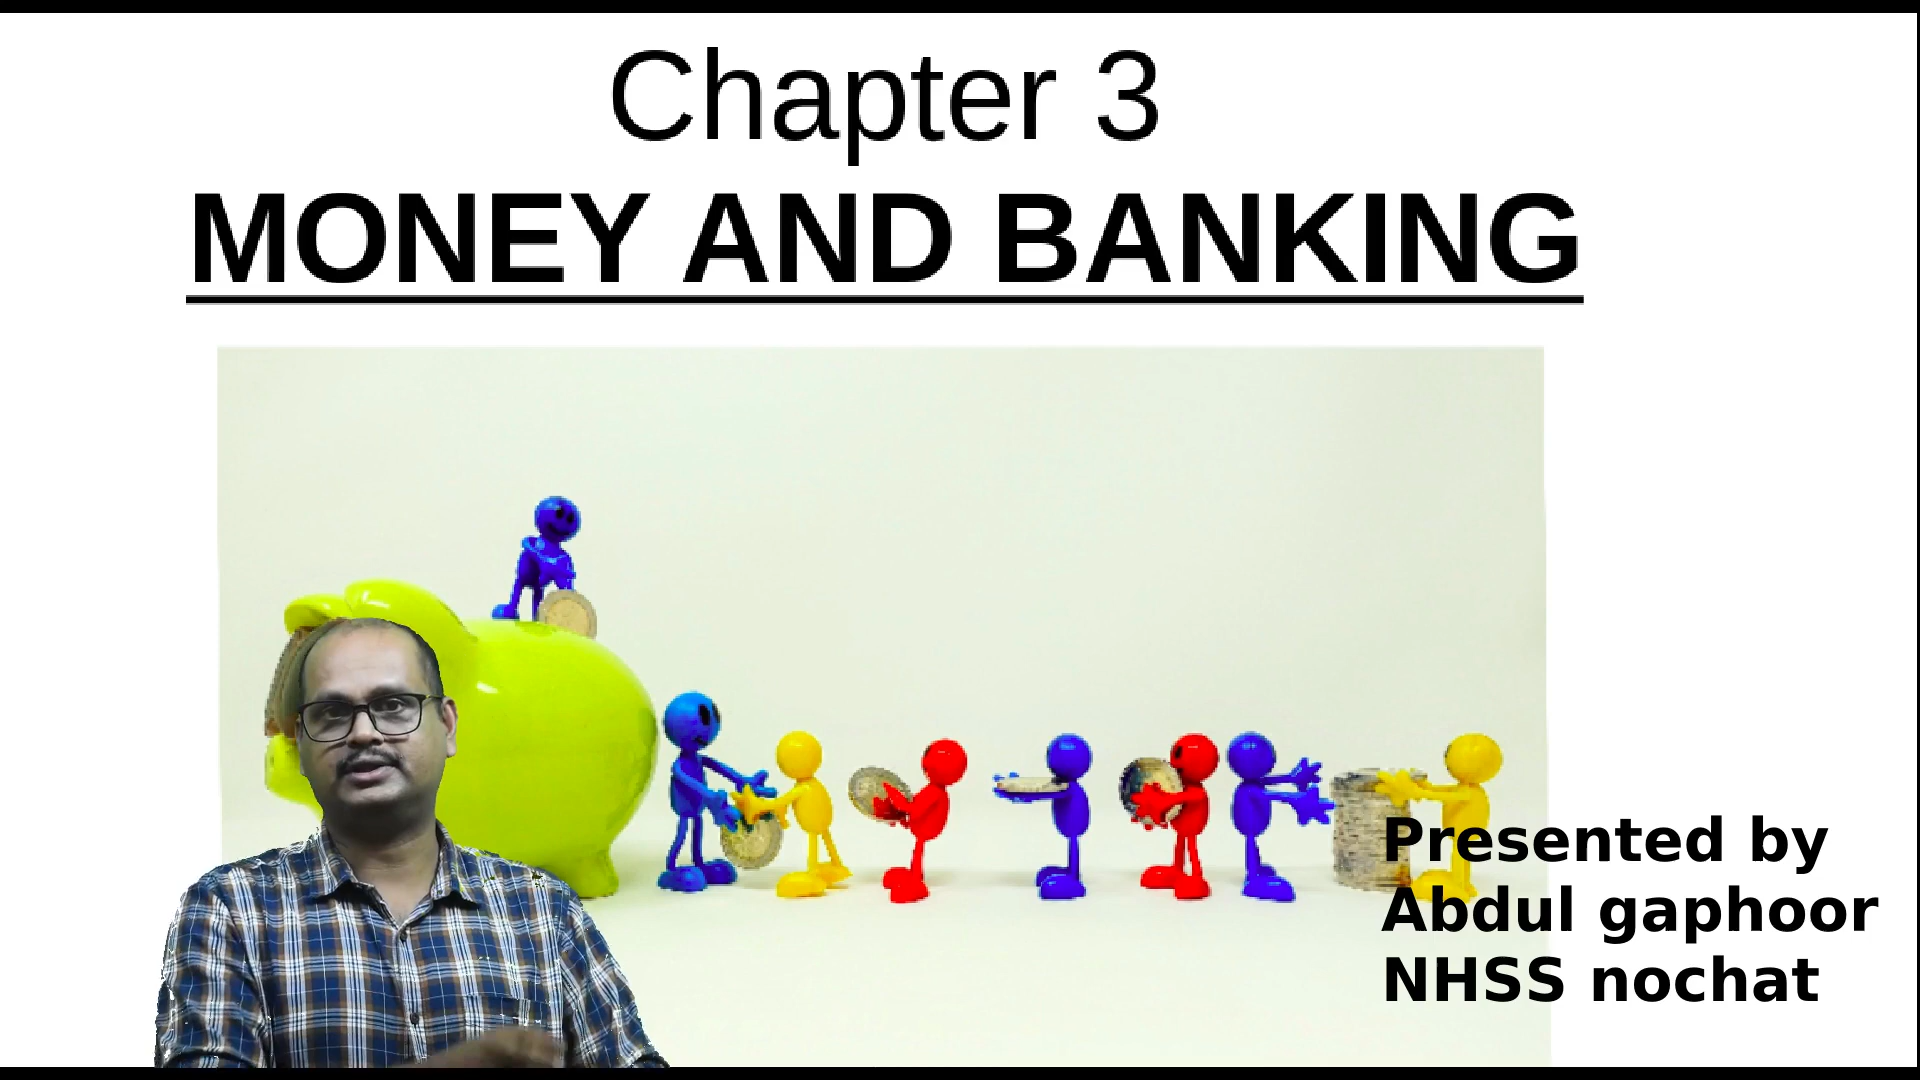 Chapter 3
MONEY AND BANKING
Presented by
Abdul gaphoor
NHSS nochat